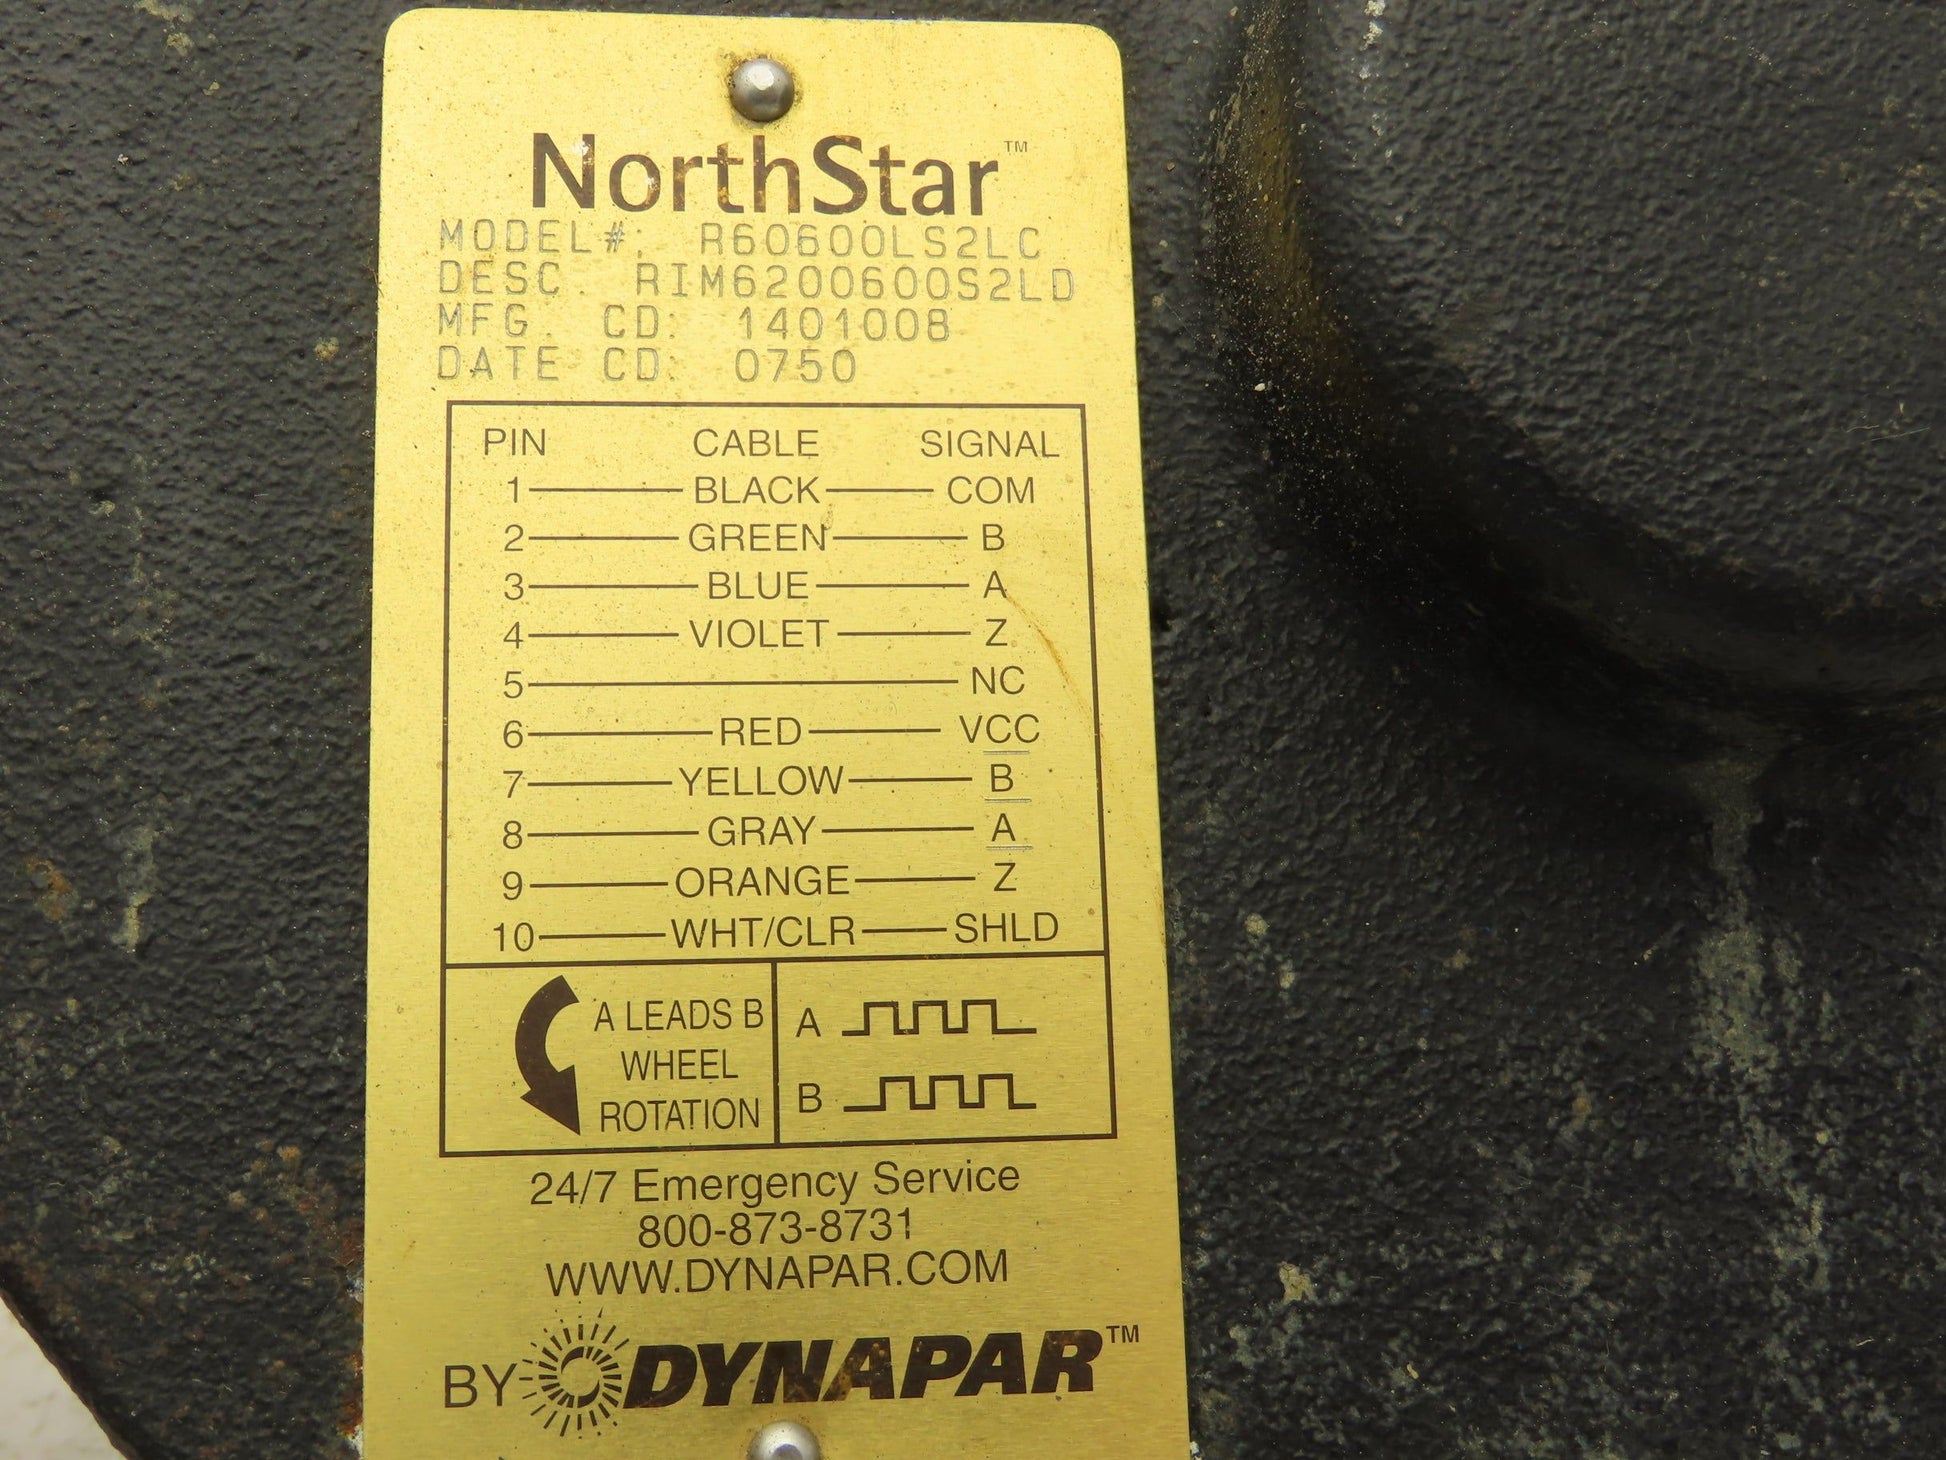 NorthStar™
MODEL#: R60600LS2LC
DESC. RIM6200600S2LD
MFG. CD: 1401008
DATE CD: 0750
PIN CABLE SIGNAL
1 BLACK COM
2 GREEN B
3 BLUE A
4 VIOLET Z
5 NC
6 RED VCC
7 YELLOW B̅
8 GRAY A̅
9 ORANGE Z̅
10 WHT/CLR SHLD
A LEADS B
WHEEL
ROTATION
A
B
24/7 Emergency Service
800-873-8731
WWW.DYNAPAR.COM
BY DYNAPAR™